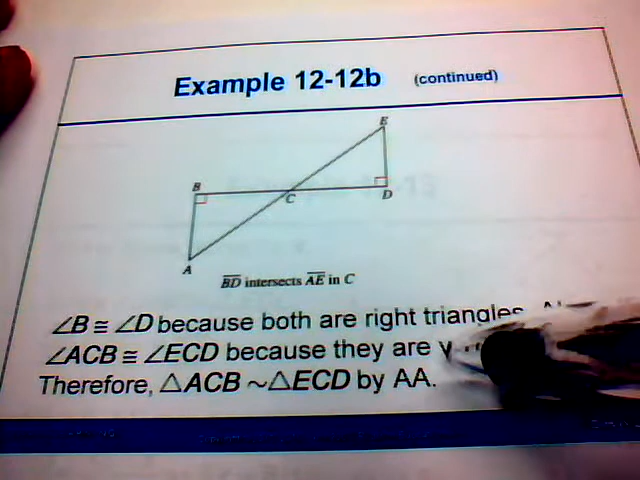 Example 12-12b (continued)
E
B
C
D
A
BD intersects AE in C
∠B ≅ ∠D because both are right triangles.
∠ACB ≅ ∠ECD because they are
Therefore, △ACB ~△ECD by AA.